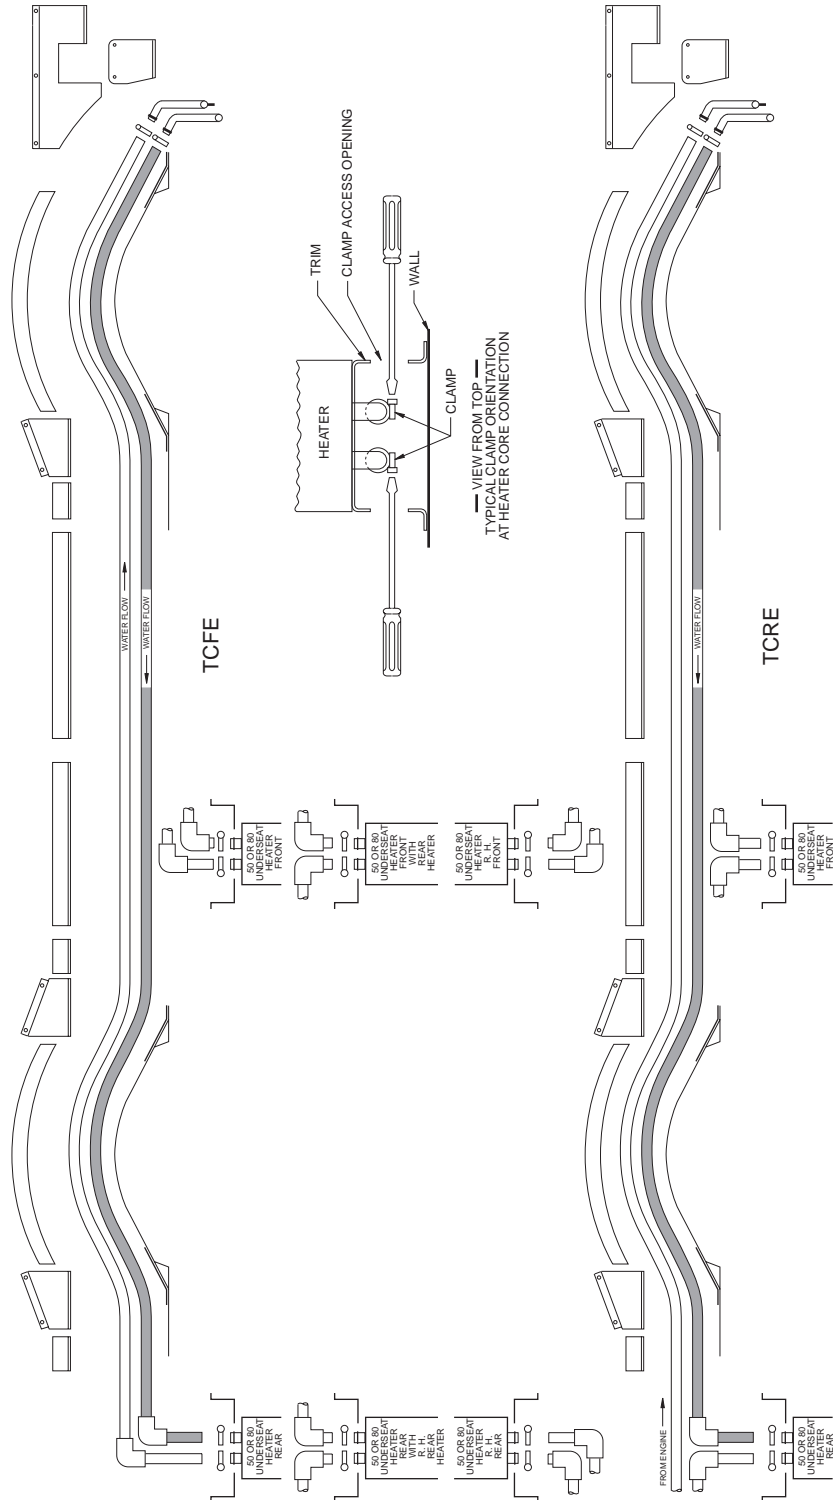 TRIM
CLAMP ACCESS OPENING
HEATER
WALL
CLAMP
VIEW FROM TOP
TYPICAL CLAMP ORIENTATION
AT HEATER CORE CONNECTION
WATER FLOW
WATER FLOW
TCFE
50 OR 80
UNDERSEAT
HEATER
FRONT
50 OR 80
UNDERSEAT
HEATER
FRONT
WITH
REAR
HEATER
50 OR 80
UNDERSEAT
HEATER
R. H.
FRONT
50 OR 80
UNDERSEAT
HEATER
REAR
50 OR 80
UNDERSEAT
HEATER
REAR
WITH
R. H.
REAR
HEATER
50 OR 80
UNDERSEAT
HEATER
R. H.
REAR
WATER FLOW
TCRE
50 OR 80
UNDERSEAT
HEATER
FRONT
FROM ENGINE
50 OR 80
UNDERSEAT
HEATER
REAR